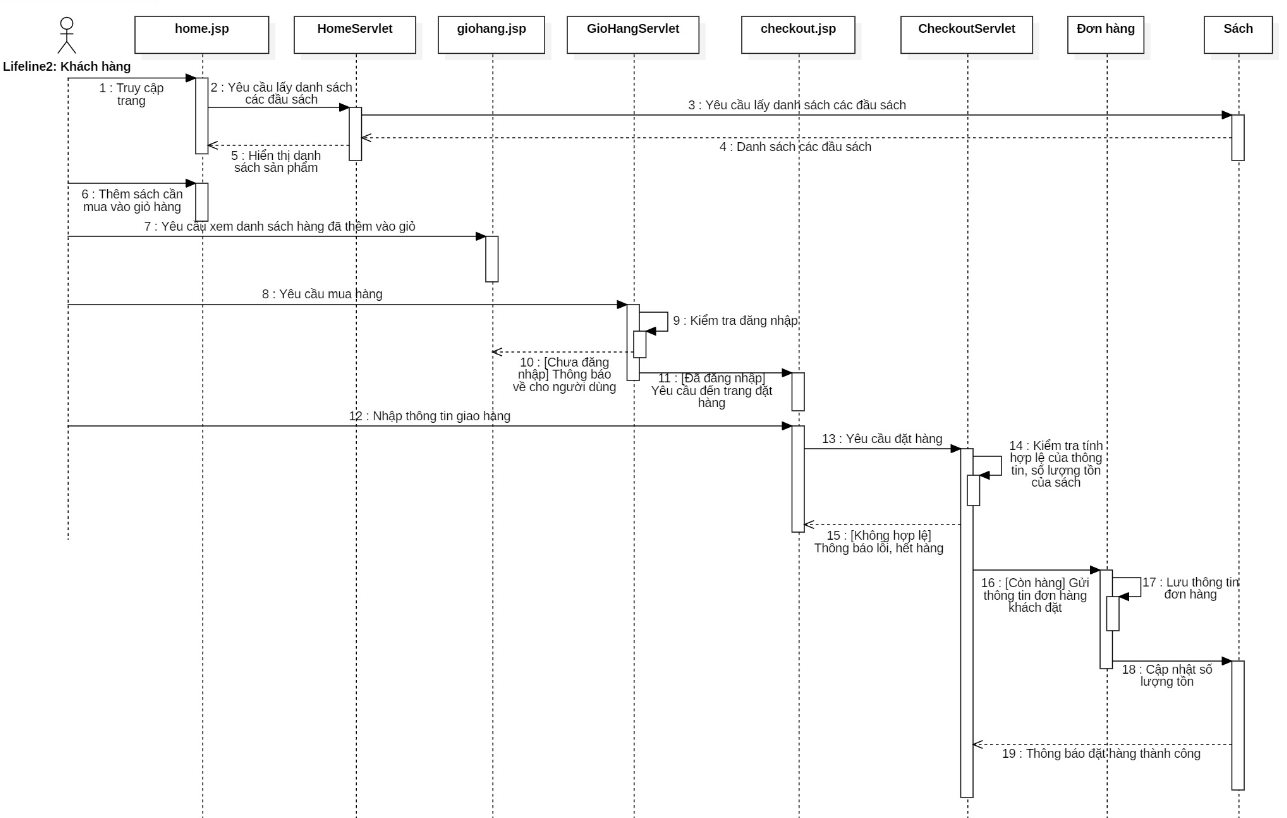 home.jsp
HomeServlet
giohang.jsp
GioHangServlet
checkout.jsp
CheckoutServlet
Đơn hàng
Sách
Lifeline2: Khách hàng
1 : Truy cập
trang
2 : Yêu cầu lấy danh sách
các đầu sách
3 : Yêu cầu lấy danh sách các đầu sách
4 : Danh sách các đầu sách
5 : Hiển thị danh
sách sản phẩm
6 : Thêm sách cần
mua vào giỏ hàng
7 : Yêu cầu xem danh sách hàng đã thêm vào giỏ
8 : Yêu cầu mua hàng
9 : Kiểm tra đăng nhập
10 : [Chưa đăng
nhập] Thông báo
về cho người dùng
11 : [Đã đăng nhập]
Yêu cầu đến trang đặt
hàng
12 : Nhập thông tin giao hàng
13 : Yêu cầu đặt hàng
14 : Kiểm tra tính
hợp lệ của thông
tin, số lượng tồn
của sách
15 : [Không hợp lệ]
Thông báo lỗi, hết hàng
16 : [Còn hàng] Gửi
thông tin đơn hàng
khách đặt
17 : Lưu thông tin
đơn hàng
18 : Cập nhật số
lượng tồn
19 : Thông báo đặt hàng thành công